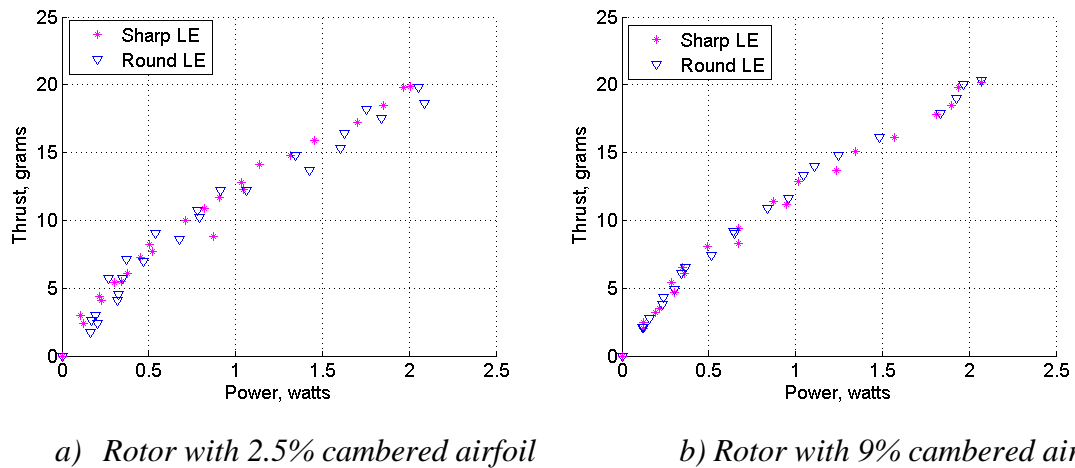 25
20
15
10
5
0
Thrust, grams
Sharp LE
Round LE
0 0.5 1 1.5 2 2.5
Power, watts
a) Rotor with 2.5% cambered airfoil
25
20
15
10
5
0
Thrust, grams
Sharp LE
Round LE
0 0.5 1 1.5 2 2.5
Power, watts
b) Rotor with 9% cambered air